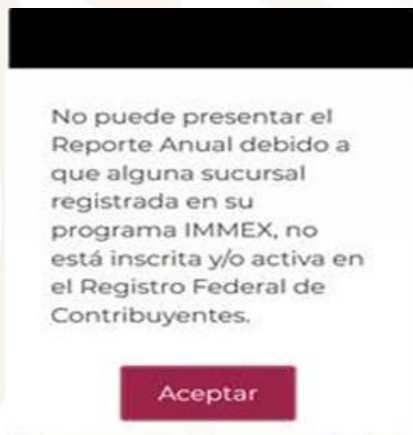 No puede presentar el
Reporte Anual debido a
que alguna sucursal
registrada en su
programa IMMEX, no
está inscrita y/o activa en
el Registro Federal de
Contribuyentes.
Aceptar